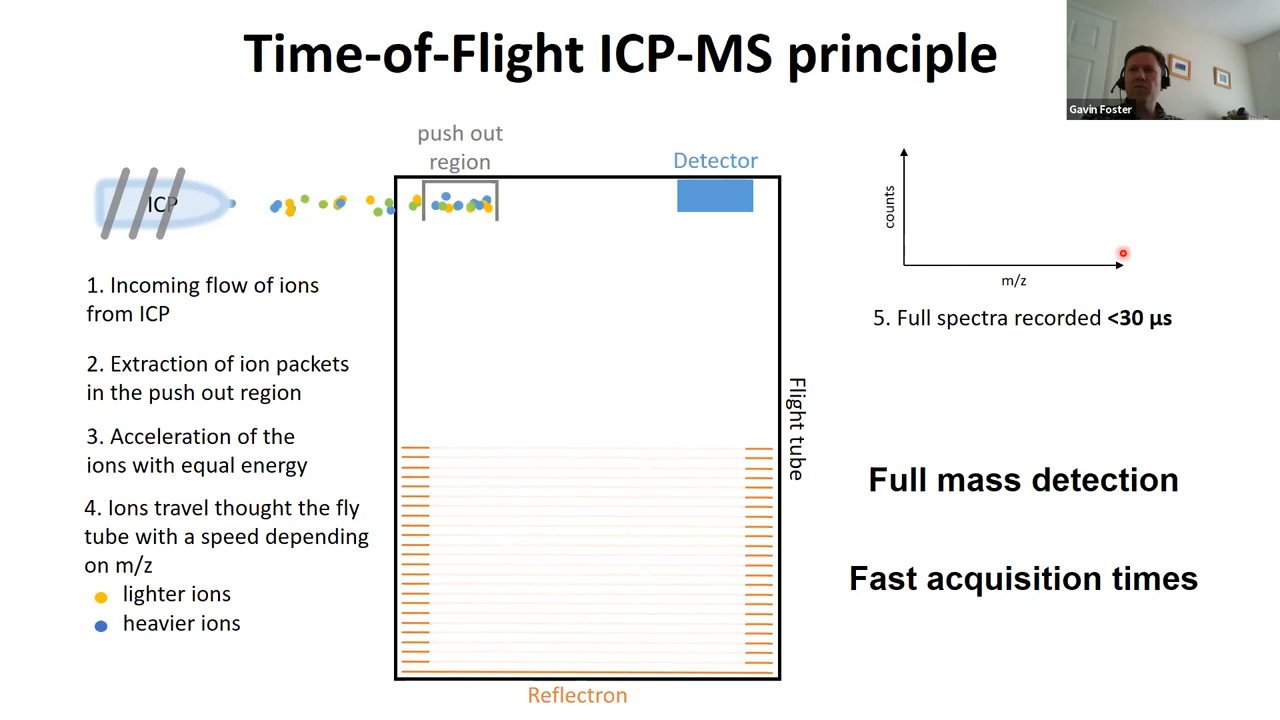 Time-of-Flight ICP-MS principle
Gavin Foster
push out
region
Detector
ICP
counts
m/z
1. Incoming flow of ions
from ICP
5. Full spectra recorded <30 µs
2. Extraction of ion packets
in the push out region
Flight tube
3. Acceleration of the
ions with equal energy
Full mass detection
4. Ions travel thought the fly
tube with a speed depending
on m/z
Fast acquisition times
lighter ions
heavier ions
Reflectron